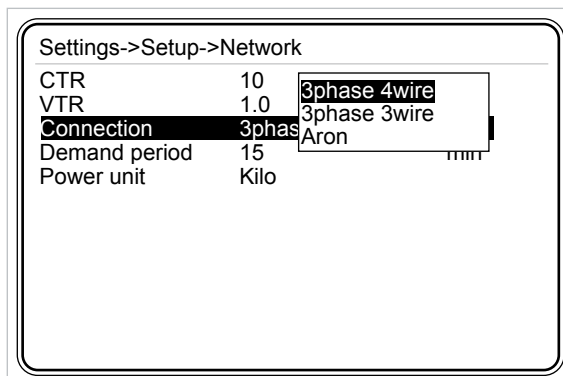 Settings->Setup->Network
CTR 10
VTR 1.0
Connection 3phas
Demand period 15 min
Power unit Kilo
3phase 4wire
3phase 3wire
Aron